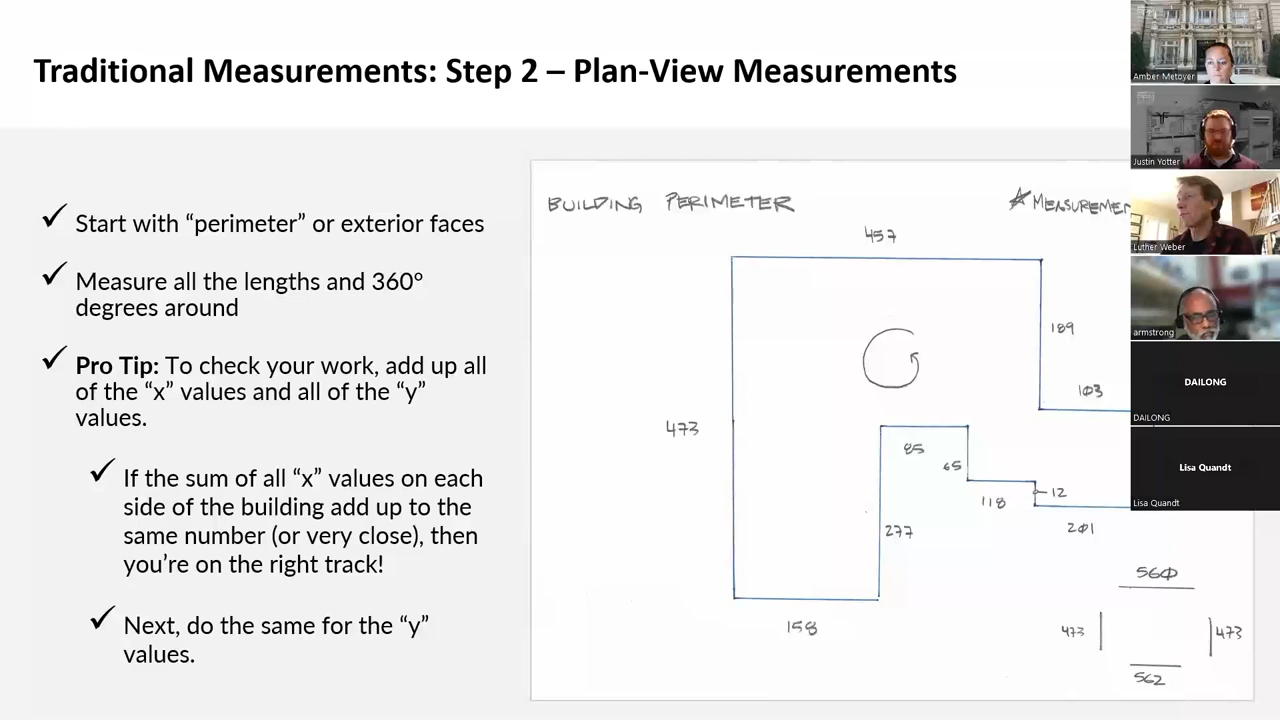 Traditional Measurements: Step 2 – Plan-View Measurements
✓ Start with “perimeter” or exterior faces
✓ Measure all the lengths and 360°
degrees around
✓ Pro Tip: To check your work, add up all
of the “x” values and all of the “y”
values.
✓ If the sum of all “x” values on each
side of the building add up to the
same number (or very close), then
you’re on the right track!
✓ Next, do the same for the “y”
values.
BUILDING PERIMETER
457
189
103
473
85
65
12
118
201
277
158
560
473
473
562
Amber Metoyer
Justin Yotter
Luther Weber
armstrong
DAILONG
DAILONG
Lisa Quandt
Lisa Quandt